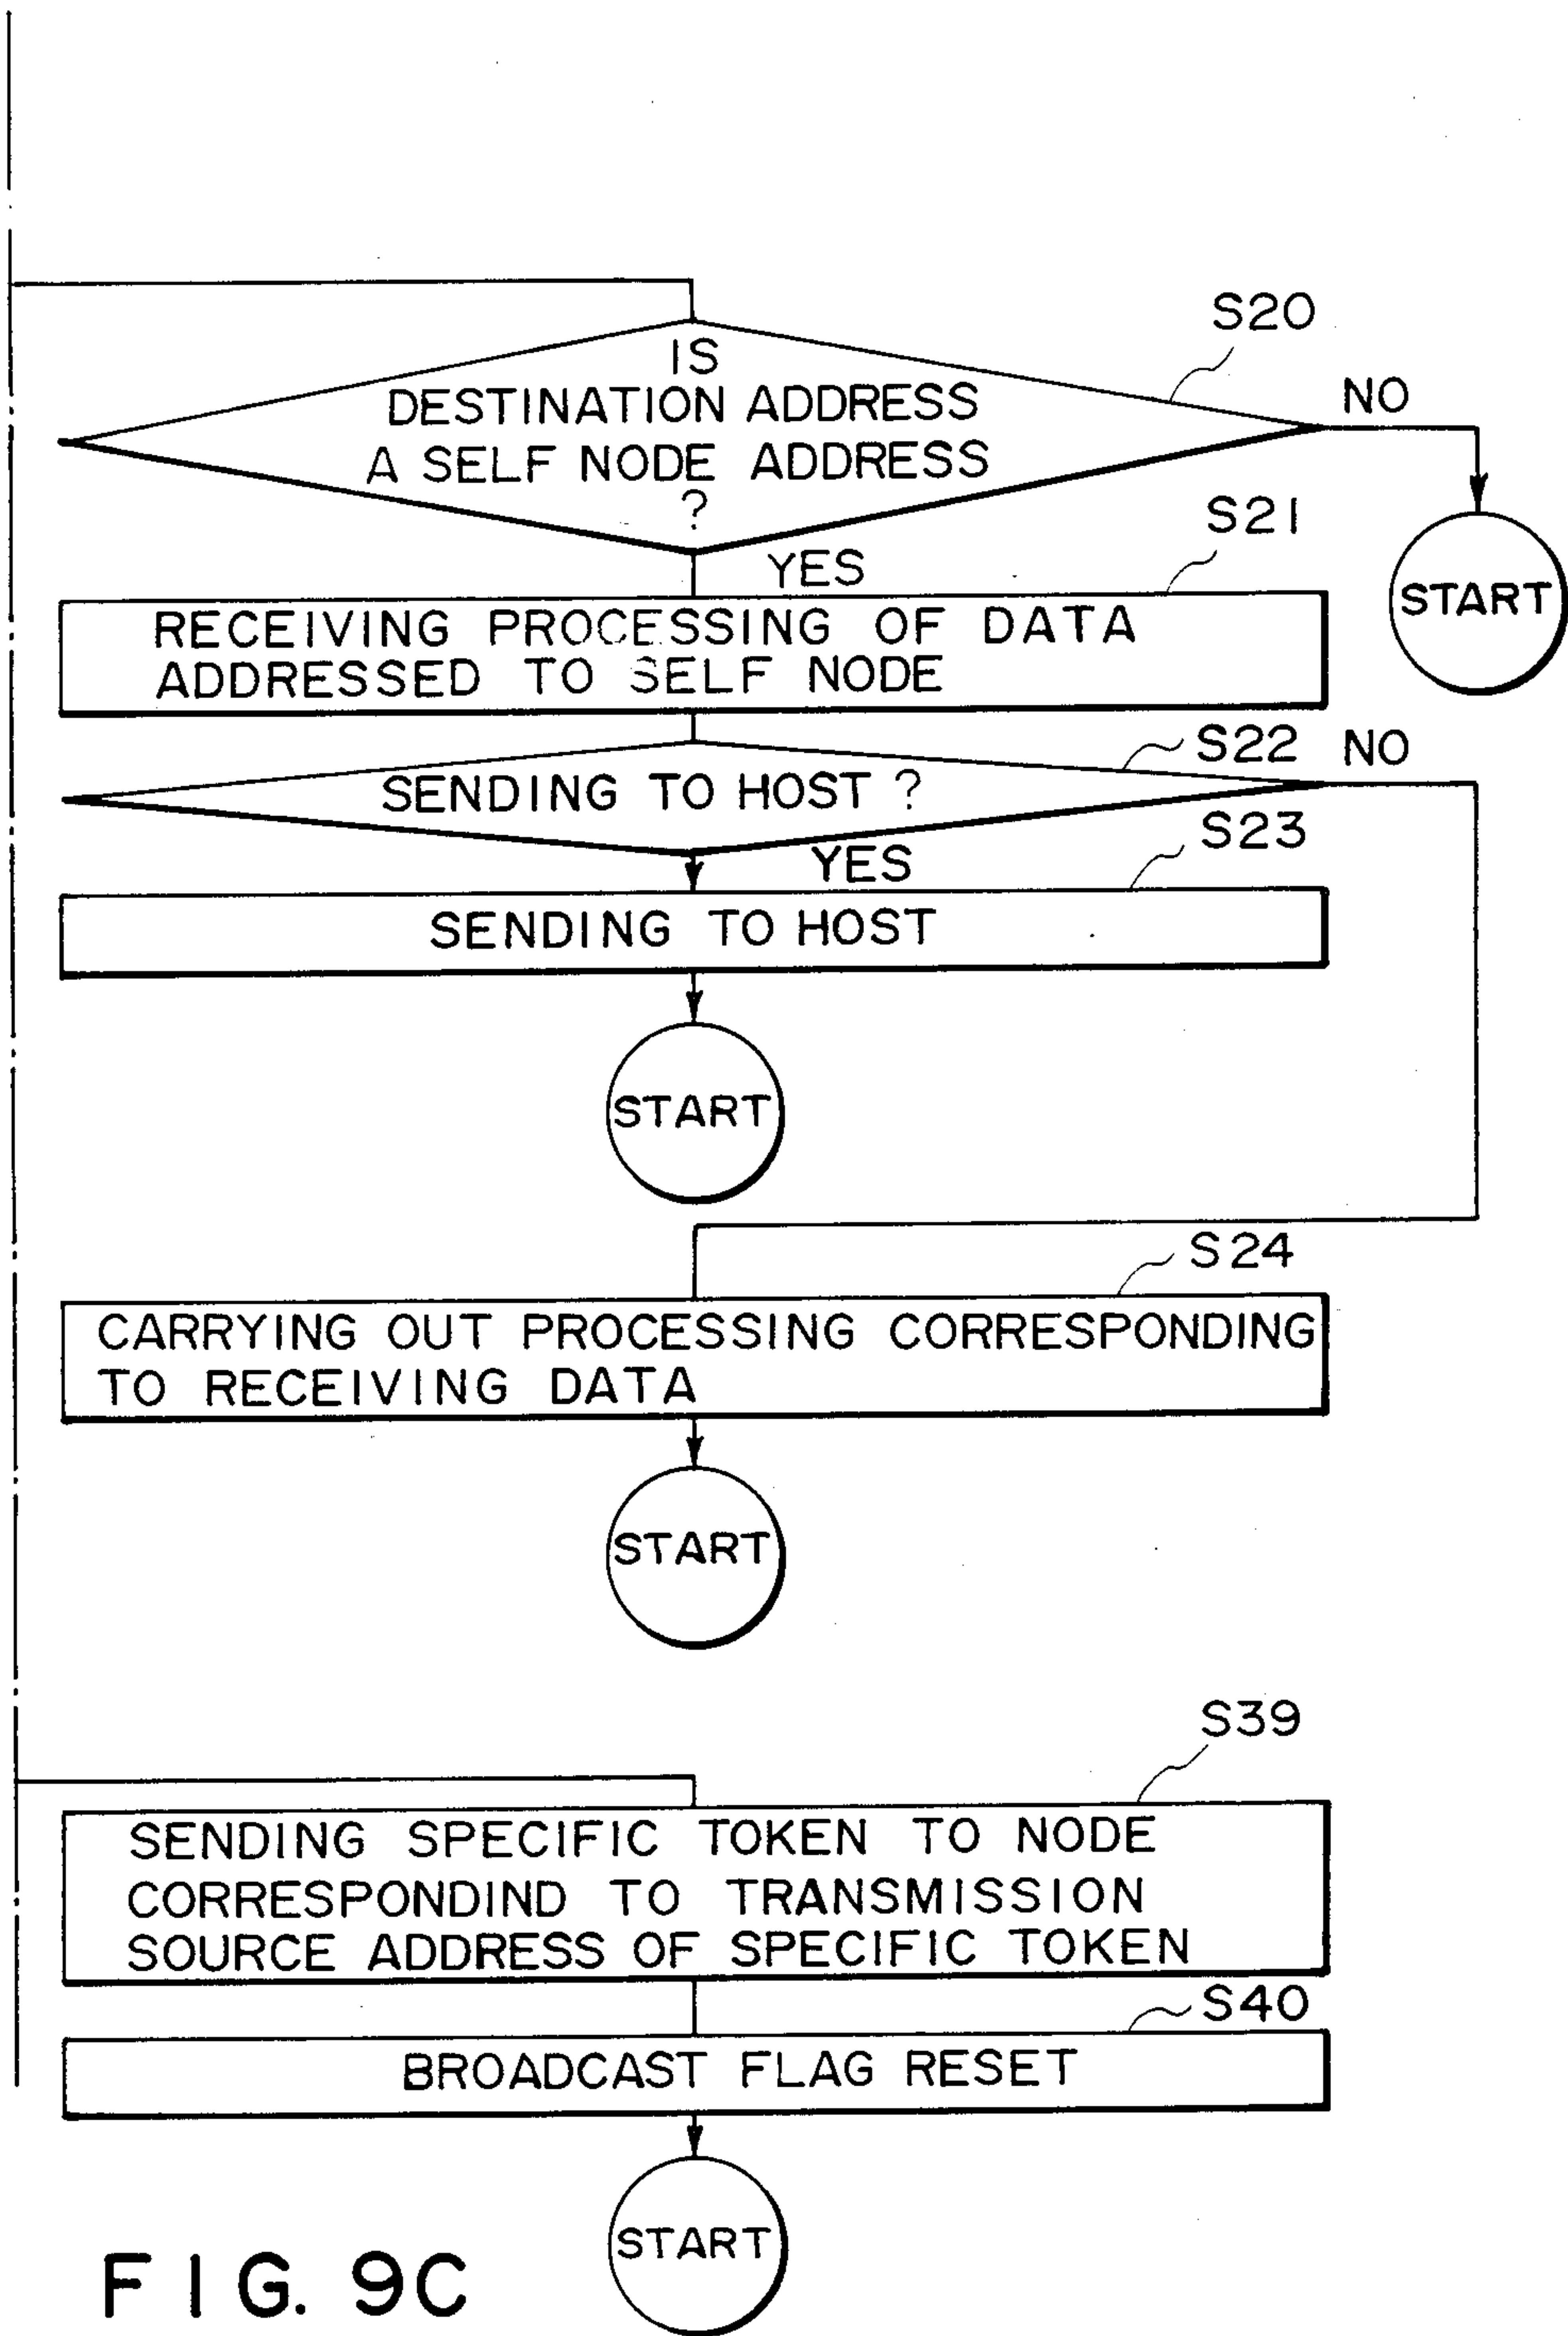 S20
IS
DESTINATION ADDRESS
A SELF NODE ADDRESS
?
NO
START
YES
S21
RECEIVING PROCESSING OF DATA
ADDRESSED TO SELF NODE
S22
NO
SENDING TO HOST ?
YES
S23
SENDING TO HOST
START
S24
CARRYING OUT PROCESSING CORRESPONDING
TO RECEIVING DATA
START
S39
SENDING SPECIFIC TOKEN TO NODE
CORRESPONDIND TO TRANSMISSION
SOURCE ADDRESS OF SPECIFIC TOKEN
S40
BROADCAST FLAG RESET
START
FIG. 9C